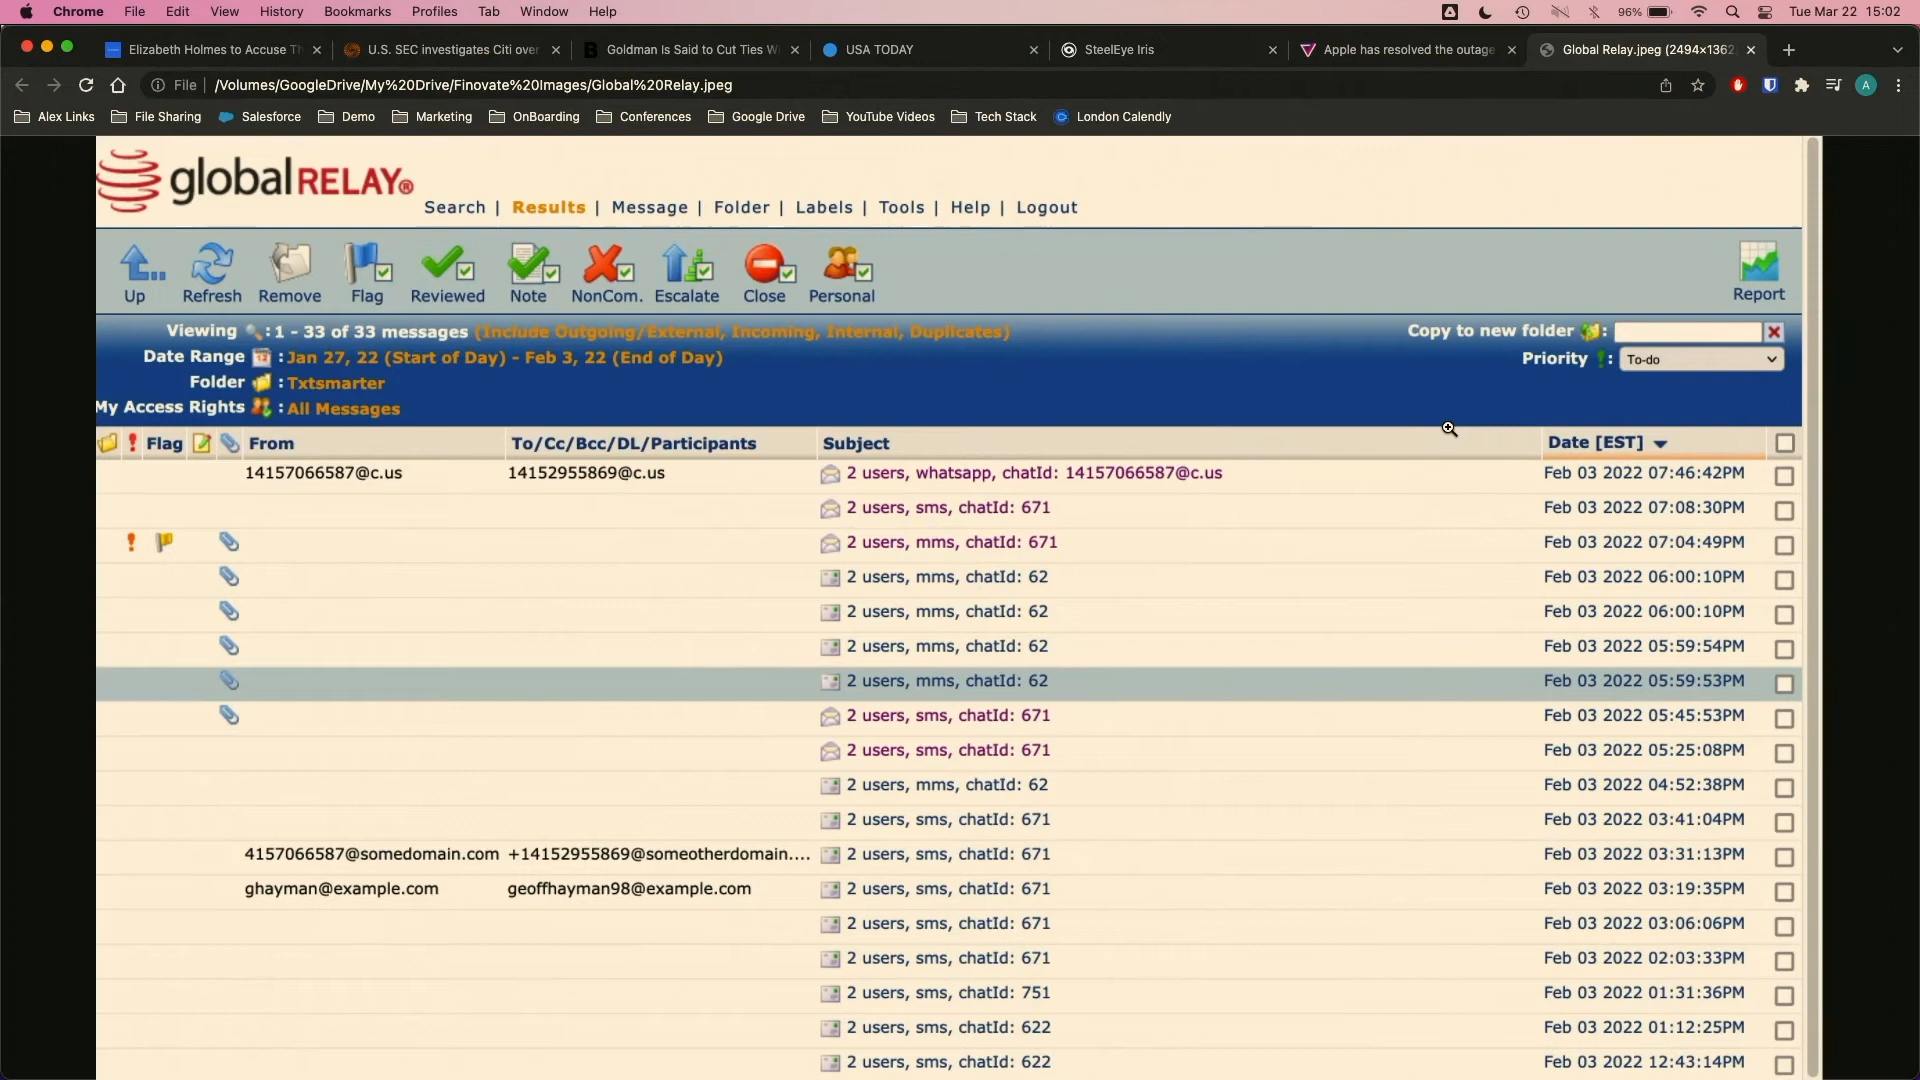 Chrome File Edit View History Bookmarks Profiles Tab Window Help 96% Tue Mar 22 15:02
Elizabeth Holmes to Accuse Th U.S. SEC investigates Citi over Goldman Is Said to Cut Ties Wi USA TODAY SteelEye Iris Apple has resolved the outage Global Relay.jpeg (2494×1362
File /Volumes/GoogleDrive/My%20Drive/Finovate%20Images/Global%20Relay.jpeg A
Alex Links File Sharing Salesforce Demo Marketing OnBoarding Conferences Google Drive YouTube Videos Tech Stack London Calendly
globalRELAY®
Search | Results | Message | Folder | Labels | Tools | Help | Logout
Up Refresh Remove Flag Reviewed Note NonCom. Escalate Close Personal Report
Viewing : 1 - 33 of 33 messages (Include Outgoing/External, Incoming, Internal, Duplicates) Copy to new folder :
Date Range : Jan 27, 22 (Start of Day) - Feb 3, 22 (End of Day) Priority : To-do
Folder : Txtsmarter
My Access Rights : All Messages
Flag From To/Cc/Bcc/DL/Participants Subject Date [EST]
14157066587@c.us 14152955869@c.us 2 users, whatsapp, chatId: 14157066587@c.us Feb 03 2022 07:46:42PM
2 users, sms, chatId: 671 Feb 03 2022 07:08:30PM
2 users, mms, chatId: 671 Feb 03 2022 07:04:49PM
2 users, mms, chatId: 62 Feb 03 2022 06:00:10PM
2 users, mms, chatId: 62 Feb 03 2022 06:00:10PM
2 users, mms, chatId: 62 Feb 03 2022 05:59:54PM
2 users, mms, chatId: 62 Feb 03 2022 05:59:53PM
2 users, sms, chatId: 671 Feb 03 2022 05:45:53PM
2 users, sms, chatId: 671 Feb 03 2022 05:25:08PM
2 users, mms, chatId: 62 Feb 03 2022 04:52:38PM
2 users, sms, chatId: 671 Feb 03 2022 03:41:04PM
4157066587@somedomain.com +14152955869@someotherdomain.... 2 users, sms, chatId: 671 Feb 03 2022 03:31:13PM
ghayman@example.com geoffhayman98@example.com 2 users, sms, chatId: 671 Feb 03 2022 03:19:35PM
2 users, sms, chatId: 671 Feb 03 2022 03:06:06PM
2 users, sms, chatId: 671 Feb 03 2022 02:03:33PM
2 users, sms, chatId: 751 Feb 03 2022 01:31:36PM
2 users, sms, chatId: 622 Feb 03 2022 01:12:25PM
2 users, sms, chatId: 622 Feb 03 2022 12:43:14PM